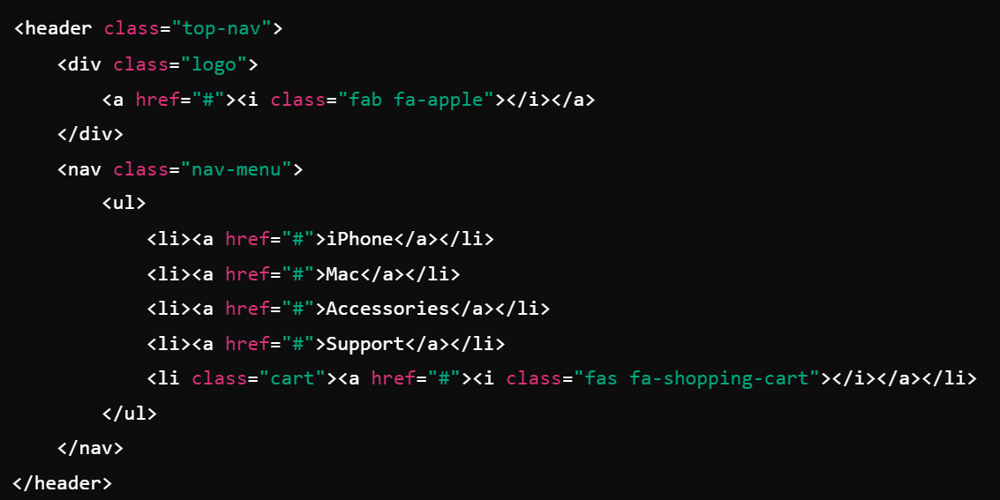 <header class="top-nav">
    <div class="logo">
        <a href="#"><i class="fab fa-apple"></i></a>
    </div>
    <nav class="nav-menu">
        <ul>
            <li><a href="#">iPhone</a></li>
            <li><a href="#">Mac</a></li>
            <li><a href="#">Accessories</a></li>
            <li><a href="#">Support</a></li>
            <li class="cart"><a href="#"><i class="fas fa-shopping-cart"></i></a></li>
        </ul>
    </nav>
</header>